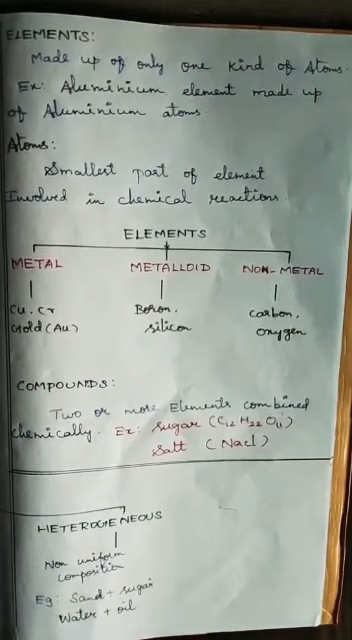 ELEMENTS:
Made up of only one kind of Atoms.
Ex: Aluminium element made up
of Aluminium atoms.
Atoms:
Smallest part of element
Involved in chemical reactions.
ELEMENTS
METAL METALLOID NON-METAL
Cu, Cr
Gold (Au)
Boron,
silicon
carbon,
oxygen
COMPOUNDS:
Two or more Elements combined
chemically. Ex: Sugar (C12 H22 O11)
Salt (Nacl)
HETEROGENEOUS
Non uniform
composition
Eg: Sand + sugar
Water + oil